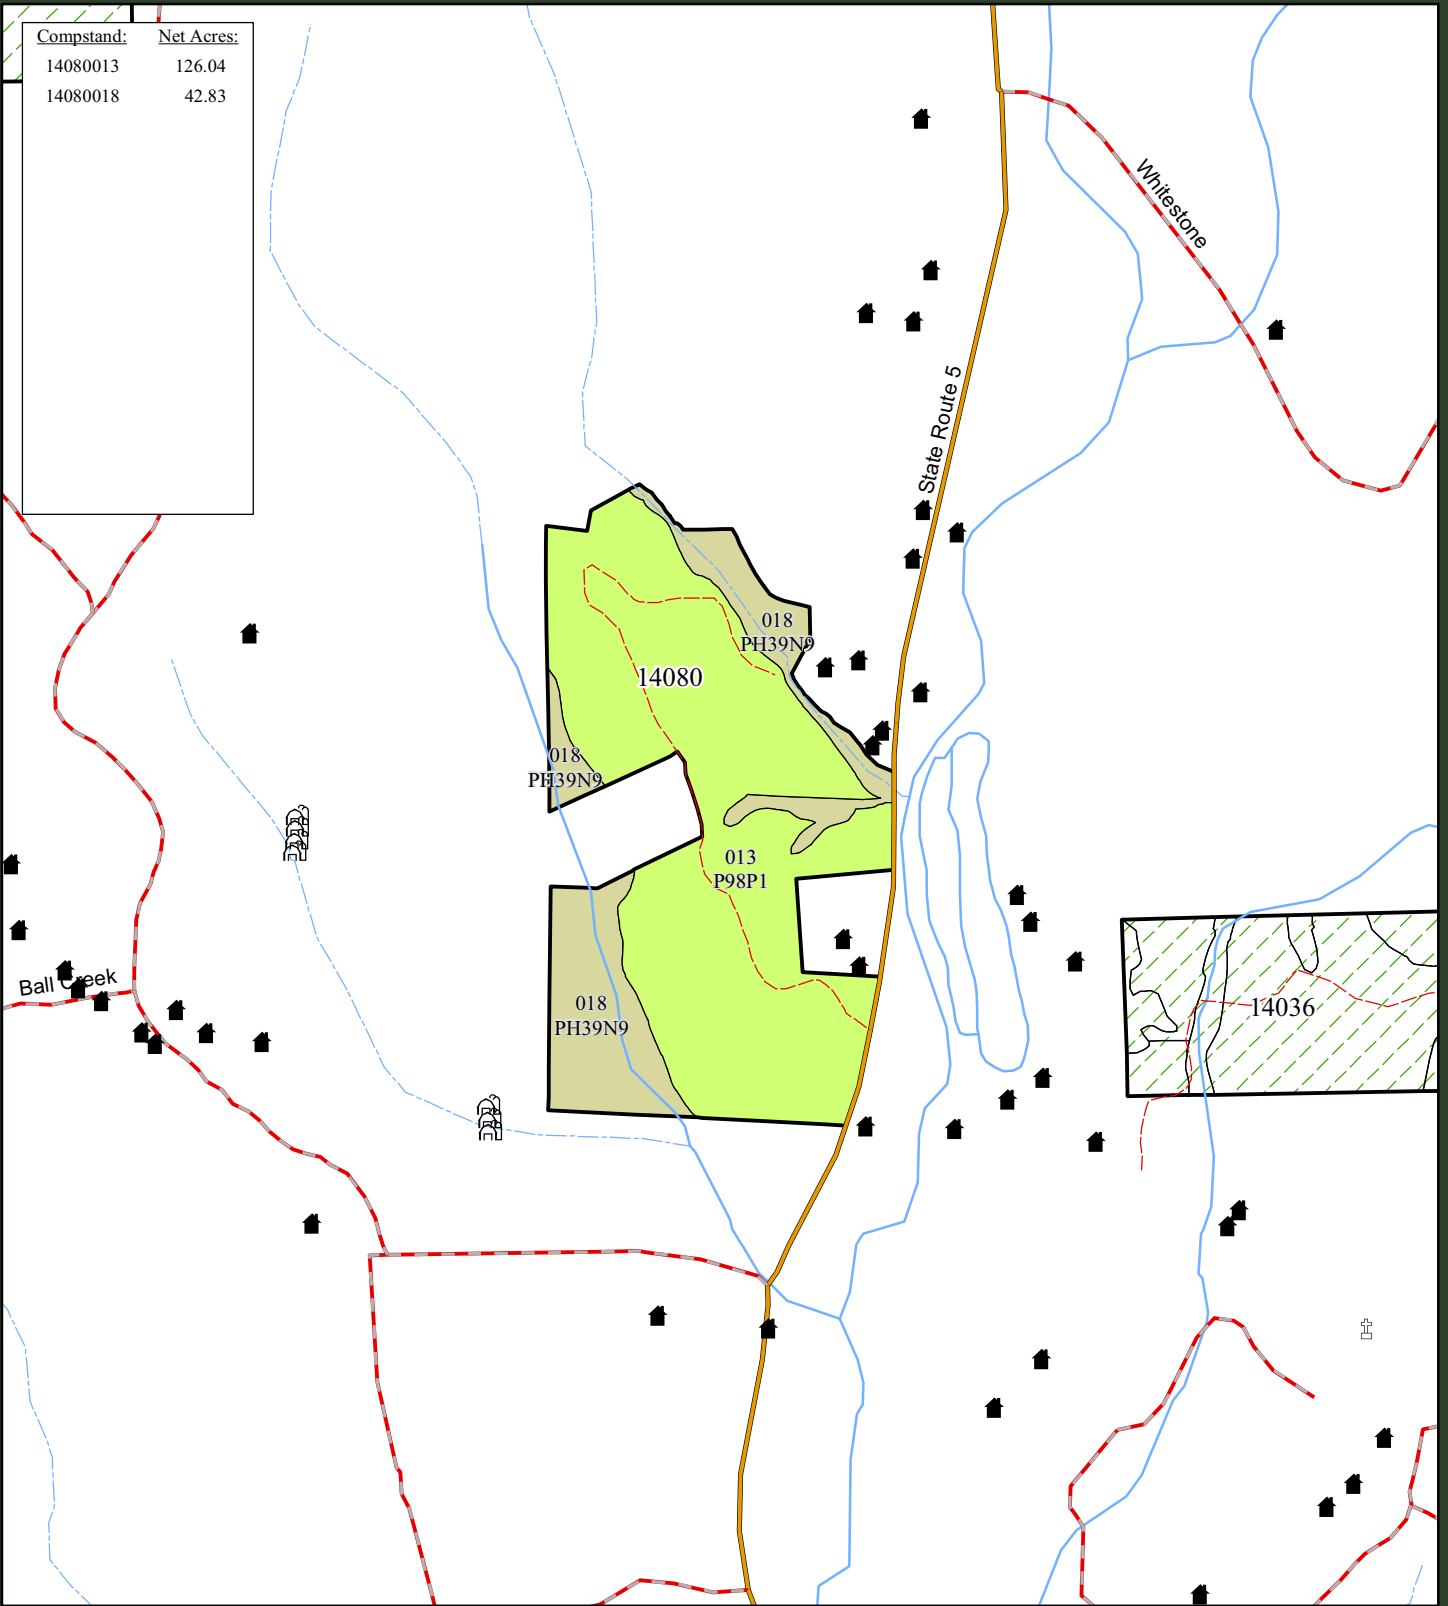 Compstand: Net Acres:
14080013 126.04
14080018 42.83
Whitestone
State Route 5
018
PH39N9
14080
018
PH39N9
013
P98P1
Ball Creek
018
PH39N9
14036